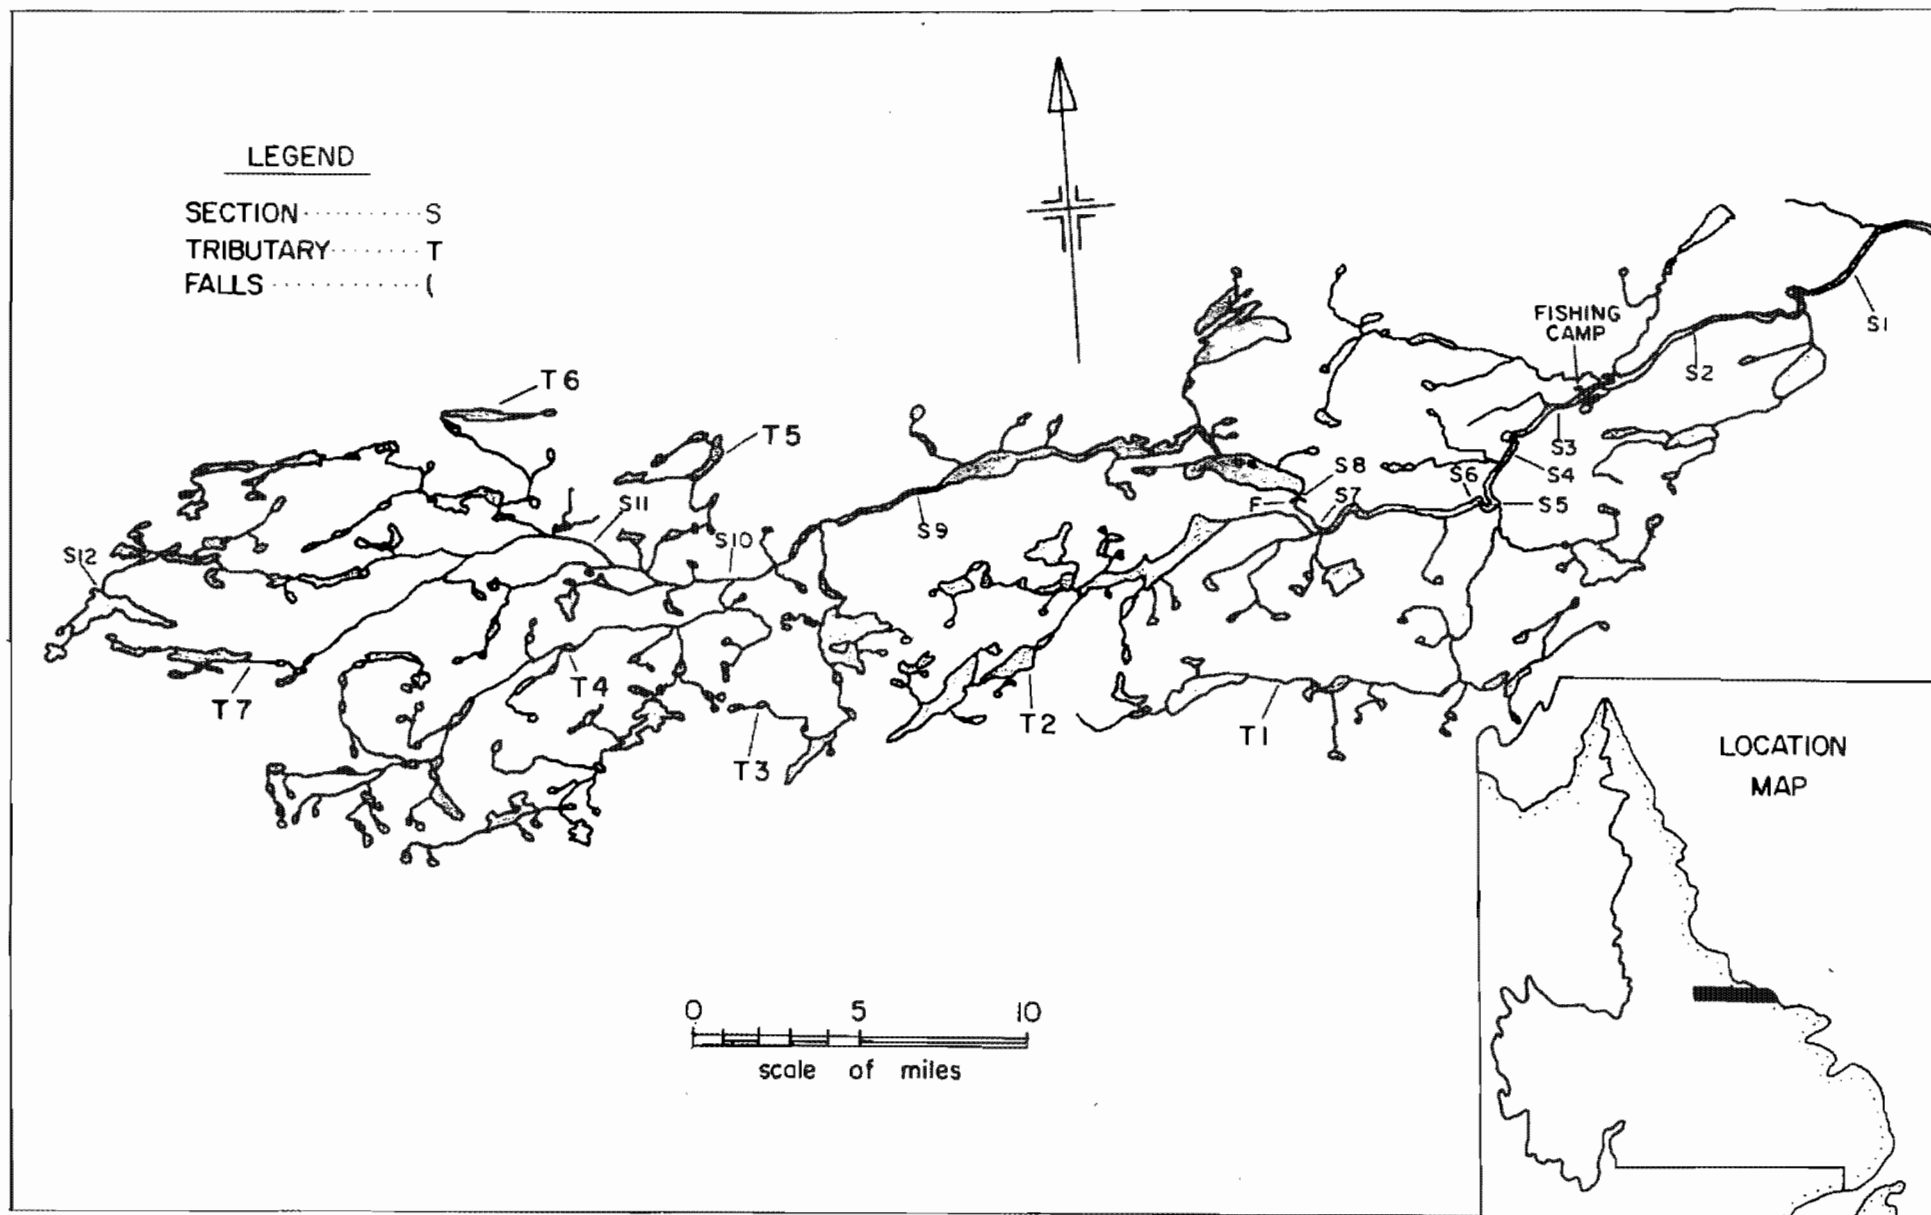 LEGEND
SECTION ·········· S
TRIBUTARY ······· T
FALLS ············ (
FISHING
CAMP
S1
S2
T6
T5
S3
S8
S6
S4
S7
F
S5
S11
S9
S10
S12
T4
T7
T2
T1
T3
LOCATION
MAP
0 5 10
scale of miles